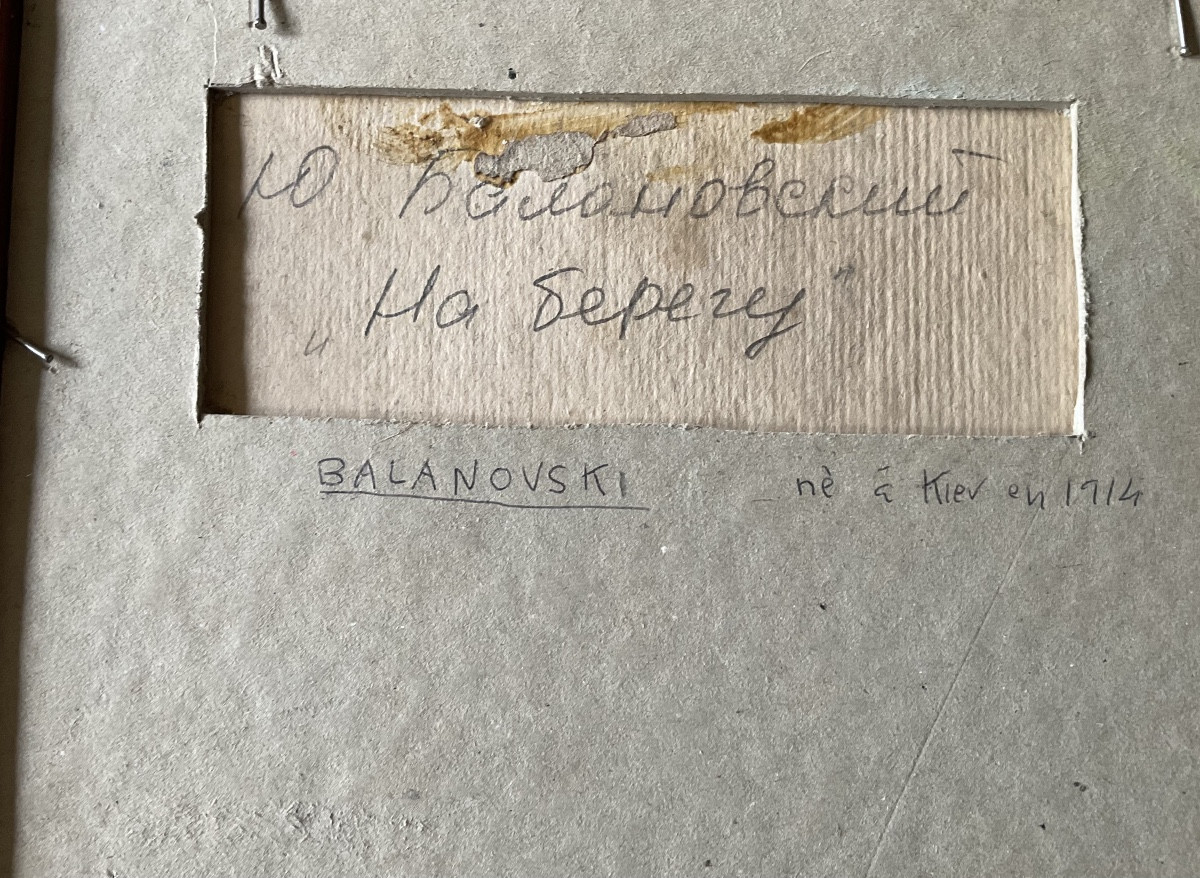 Ю Балановский
„На берегу"
BALANOVSKI nè à Kiev en 1914